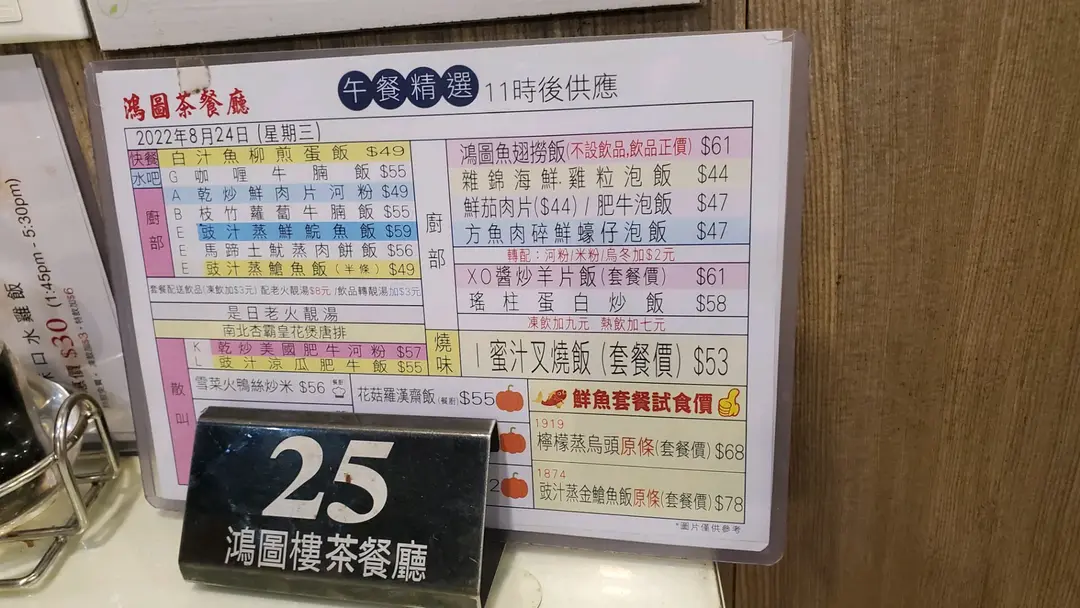 鴻圖茶餐廳
午餐精選 11時後供應
2022年8月24日 (星期三)
快餐 白汁魚柳煎蛋飯 $49
水吧 G 咖喱牛腩飯 $55
廚部
A 乾炒鮮肉片河粉 $49
B 枝竹蘿蔔牛腩飯 $55
E 豉汁蒸鮮鯇魚飯 $59
E 馬蹄土魷蒸肉餅飯 $56
E 豉汁蒸鱠魚飯 (半條) $49
套餐配送飲品(凍飲加$3元) 配老火靚湯$8元 /飲品轉靚湯加$3元
是日老火靚湯
南北杏霸皇花煲唐排
散叫
K 乾炒美國肥牛河粉 $57
L 豉汁涼瓜肥牛飯 $55
雪菜火鴨絲炒米 $56
花菇羅漢齋飯 (餐廚) $55
廚部
鴻圖魚翅撈飯(不設飲品,飲品正價) $61
雜錦海鮮.雞粒泡飯 $44
鮮茄肉片($44) / 肥牛泡飯 $47
方魚肉碎鮮蠔仔泡飯 $47
轉配：河粉/米粉/烏冬加$2元
XO醬炒羊片飯(套餐價) $61
瑤柱蛋白炒飯 $58
凍飲加九元 熱飲加七元
燒味 I 蜜汁叉燒飯 (套餐價) $53
鮮魚套餐試食價
1919
檸檬蒸烏頭原條(套餐價) $68
1874
豉汁蒸金鱠魚飯原條(套餐價) $78
*圖片僅供參考
25
鴻圖樓茶餐廳
水口水雞飯
$30 (1:45pm - 5:30pm)